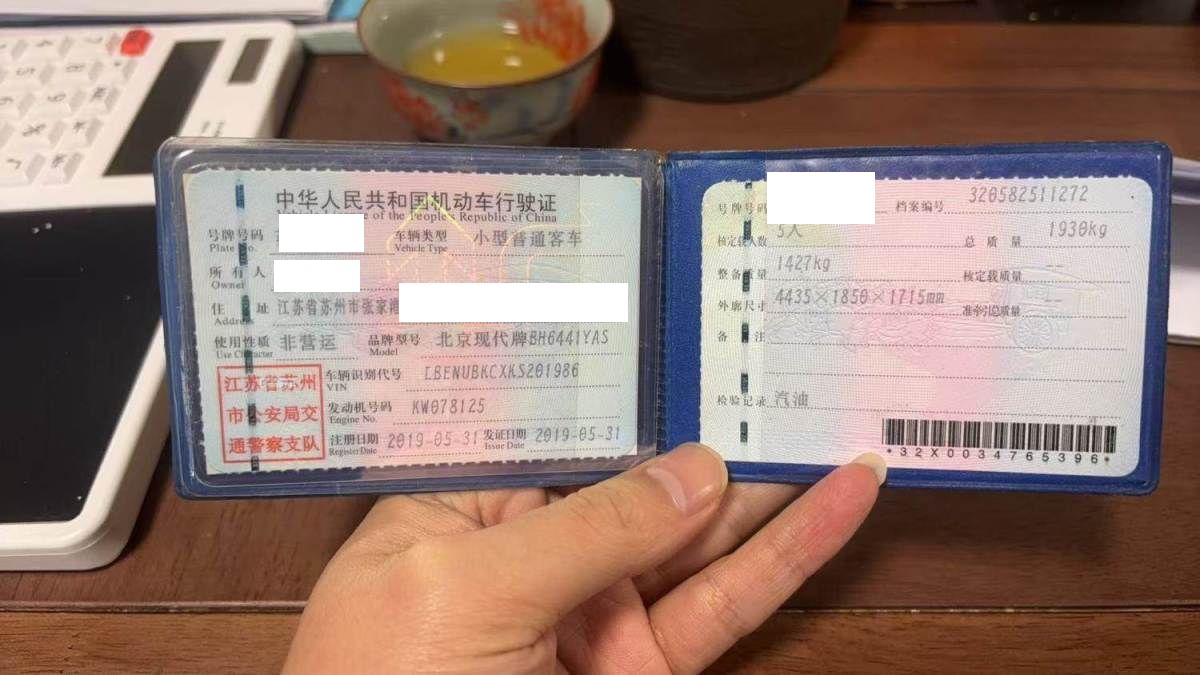 中华人民共和国机动车行驶证
of the People's Republic of China
号牌号码 车辆类型 小型普通客车
Plate No. Vehicle Type
所有人
Owner
住址 江苏省苏州市张家港
Address
使用性质 非营运 品牌型号 北京现代牌BH6441YAS
Use Character Model
江苏省苏州
市公安局交
通警察支队
车辆识别代号 LBENUBKCXKS201986
VIN
发动机号码 KW078125
Engine No.
注册日期 2019-05-31 发证日期 2019-05-31
Register Date Issue Date
号牌号码 档案编号 320582511272
核定载人数 5人 总质量 1930kg
整备质量 1427kg 核定载质量 --
外廓尺寸 4435×1850×1715mm 准牵引总质量 --
备注
检验记录 汽油
*32X0034765396*